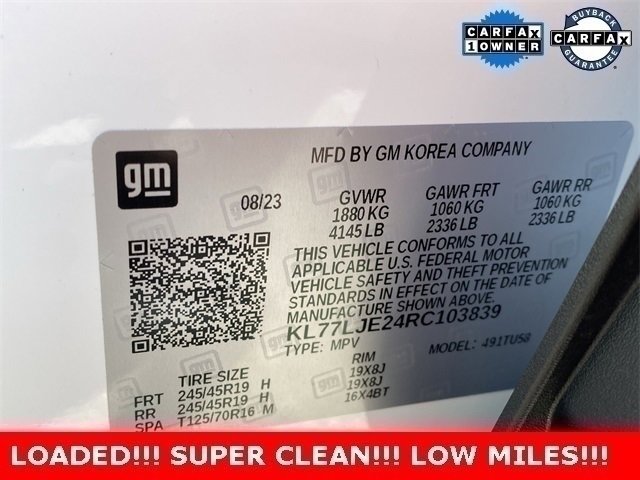 CARFAX
1 OWNER
BUYBACK
CARFAX
GUARANTEE
gm
MFD BY GM KOREA COMPANY
08/23 GVWR GAWR FRT GAWR RR
1880 KG 1060 KG 1060 KG
4145 LB 2336 LB 2336 LB
THIS VEHICLE CONFORMS TO ALL
APPLICABLE U.S. FEDERAL MOTOR
VEHICLE SAFETY AND THEFT PREVENTION
STANDARDS IN EFFECT ON THE DATE OF
MANUFACTURE SHOWN ABOVE.
KL77LJE24RC103839
TYPE: MPV MODEL: 491TU58
TIRE SIZE RIM
FRT 245/45R19 H 19X8J
RR 245/45R19 H 19X8J
SPA T125/70R16 M 16X4BT
LOADED!!! SUPER CLEAN!!! LOW MILES!!!